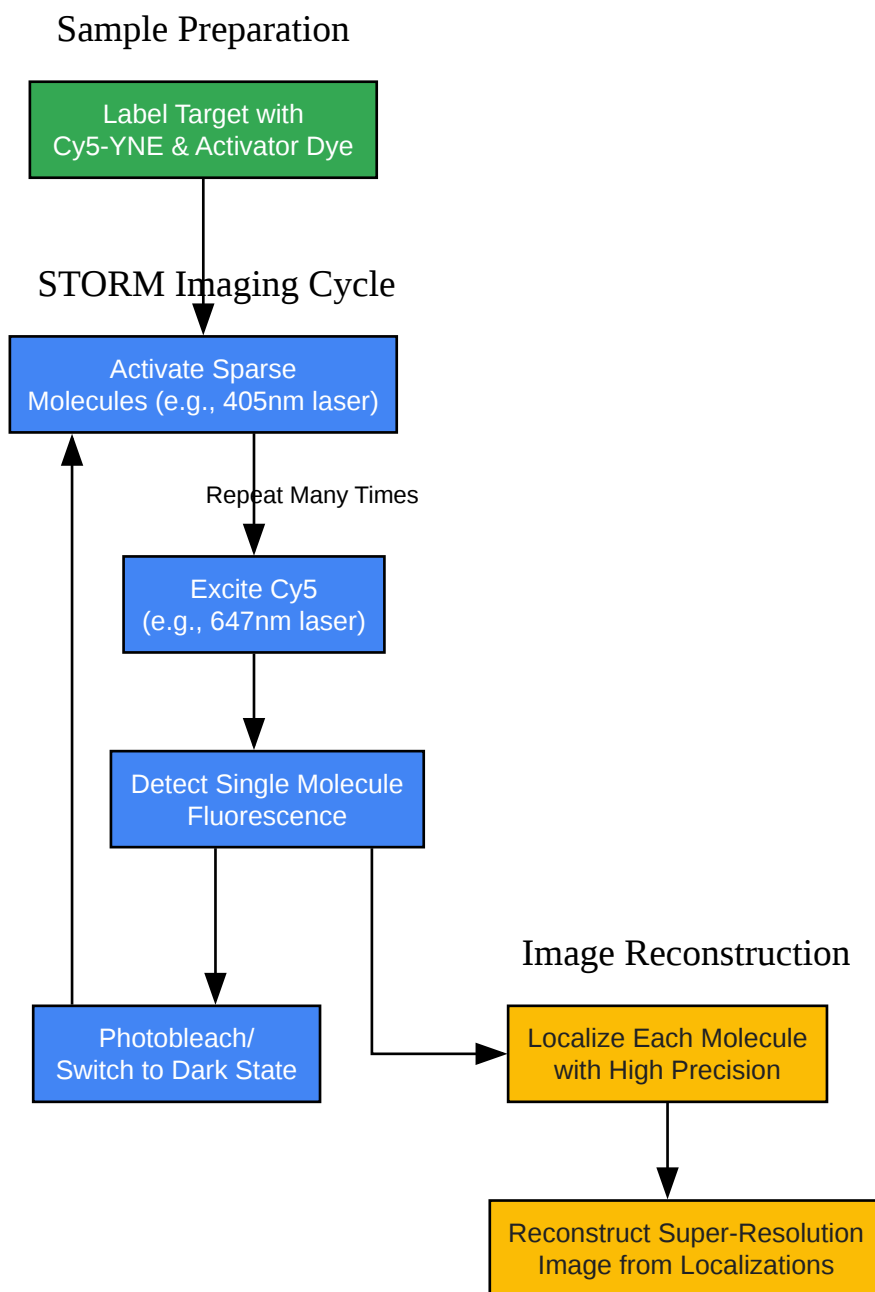 Sample Preparation
Label Target with
Cy5-YNE & Activator Dye
STORM Imaging Cycle
Activate Sparse
Molecules (e.g., 405nm laser)
Repeat Many Times
Excite Cy5
(e.g., 647nm laser)
Detect Single Molecule
Fluorescence
Image Reconstruction
Photobleach/
Switch to Dark State
Localize Each Molecule
with High Precision
Reconstruct Super-Resolution
Image from Localizations